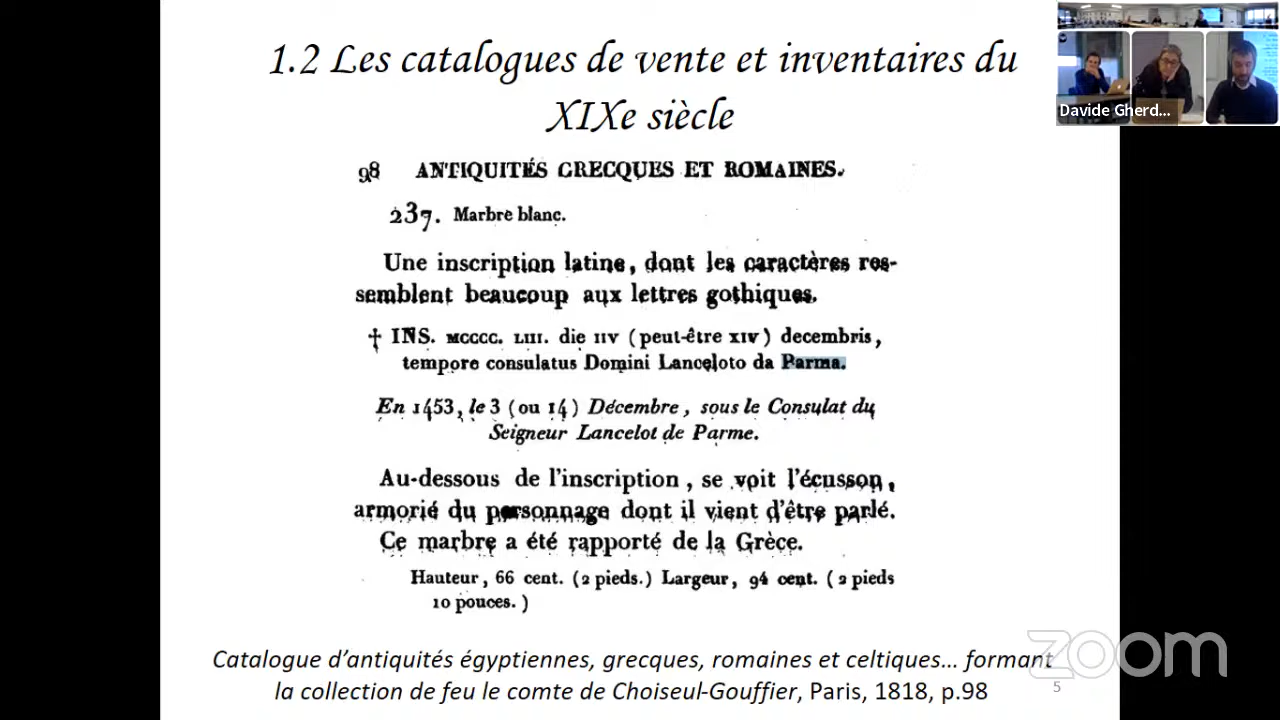 1.2 Les catalogues de vente et inventaires du
XIXe siècle
98 ANTIQUITÉS GRECQUES ET ROMAINES.
237. Marbre blanc.
Une inscription latine, dont les caractères res-
semblent beaucoup aux lettres gothiques.
† INS. MCCCC. LIII. die IIV (peut-être XIV) decembris,
tempore consulatus Domini Lanceloto da Parma.
En 1453, le 3 (ou 14) Décembre, sous le Consulat du
Seigneur Lancelot de Parme.
Au-dessous de l'inscription, se voit l'écusson,
armorié du personnage dont il vient d'être parlé.
Ce marbre a été rapporté de la Grèce.
Hauteur, 66 cent. (2 pieds.) Largeur, 94 cent. (2 pieds
10 pouces.)
Catalogue d'antiquités égyptiennes, grecques, romaines et celtiques… formant
la collection de feu le comte de Choiseul-Gouffier, Paris, 1818, p.98
5
Davide Gherd...
zoom